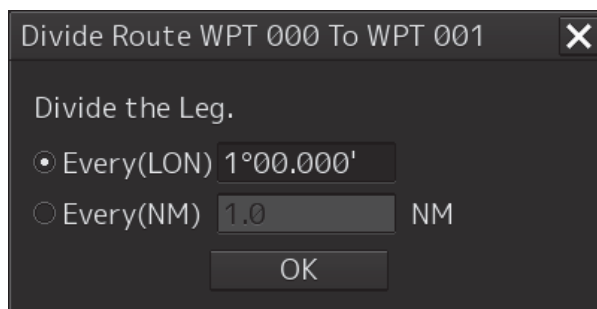 Divide Route WPT 000 To WPT 001
Divide the Leg.
Every(LON) 1°00.000'
Every(NM) 1.0 NM
OK